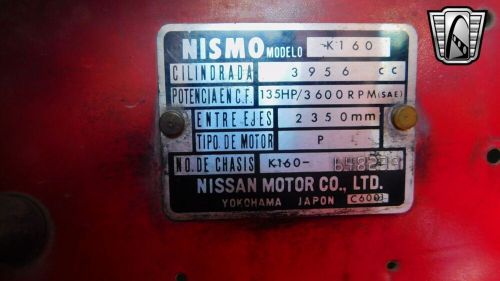 NISMO MODELO K160
CILINDRADA 3956 CC
POTENCIA EN C.F. 135HP/3600RPM(SAE)
ENTRE EJES 2350mm
TIPO DE MOTOR P
NO. DE CHASIS K160-
NISSAN MOTOR CO., LTD.
YOKOHAMA JAPON